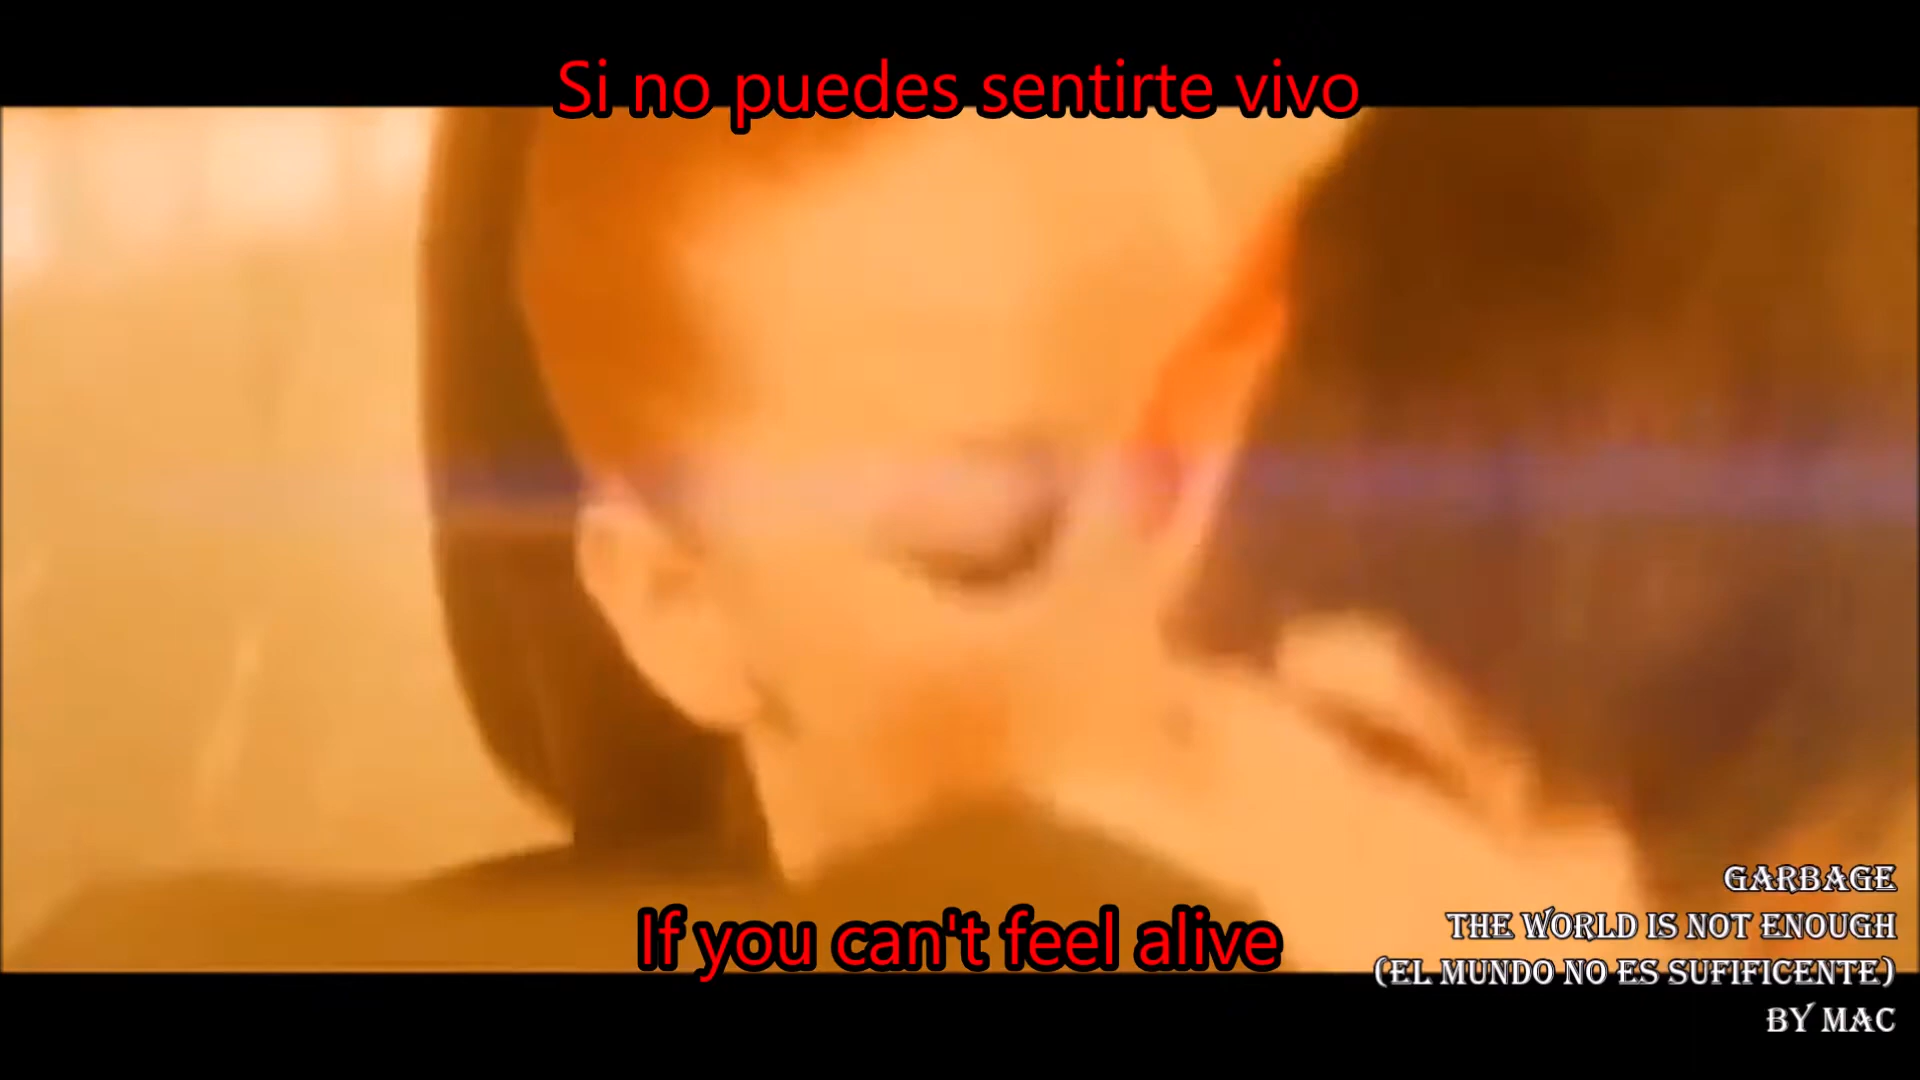 Si no puedes sentirte vivo
If you can't feel alive
GARBAGE
THE WORLD IS NOT ENOUGH
(EL MUNDO NO ES SUFIFICENTE)
BY MAC